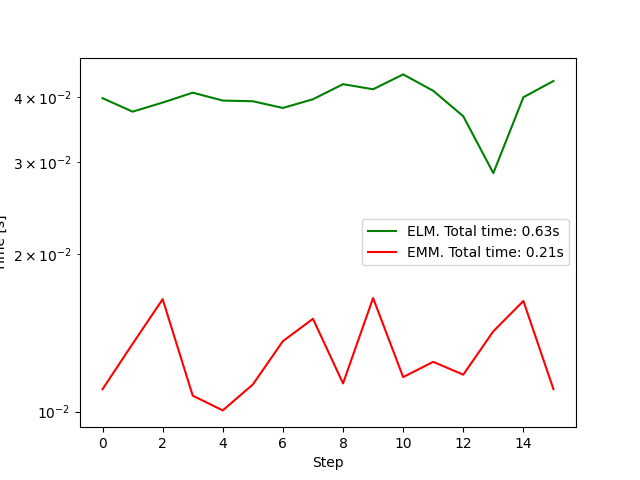 4 × 10⁻²
3 × 10⁻²
2 × 10⁻²
10⁻²
Time [s]
ELM. Total time: 0.63s
EMM. Total time: 0.21s
0 2 4 6 8 10 12 14
Step